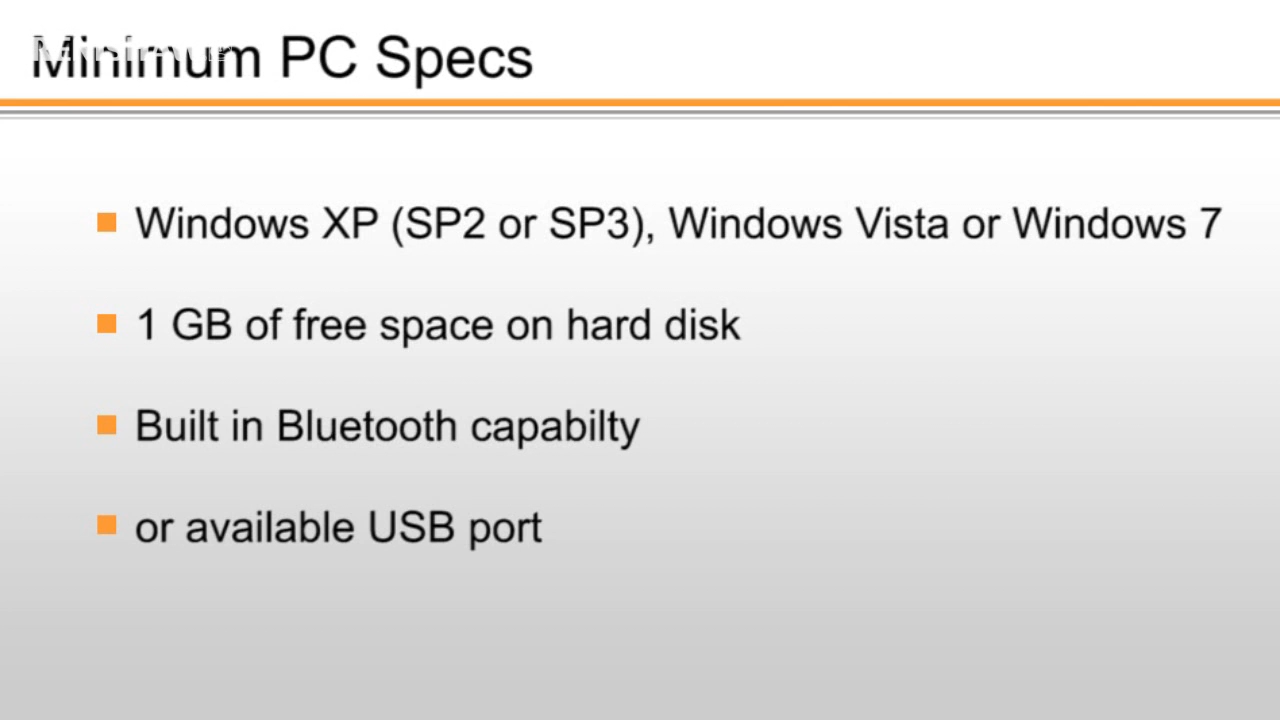 Minimum PC Specs
Windows XP (SP2 or SP3), Windows Vista or Windows 7
1 GB of free space on hard disk
Built in Bluetooth capabilty
or available USB port